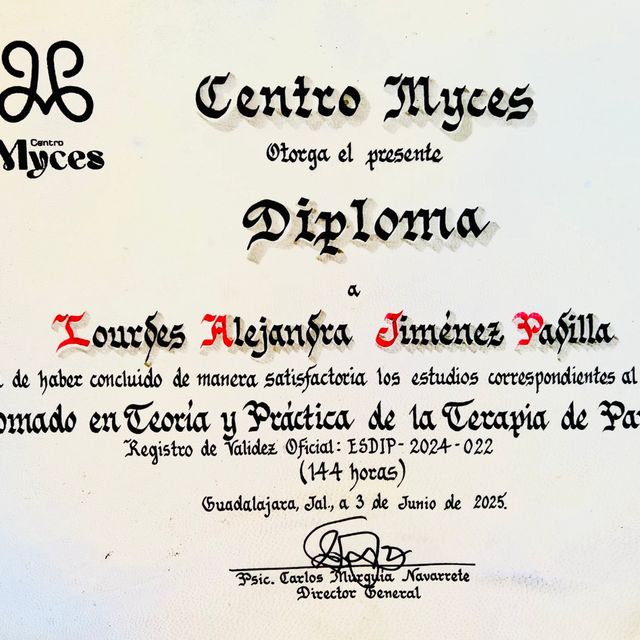 Centro
Myces
Centro Myces
Otorga el presente
Diploma
a
Lourdes Alejandra Jiménez Padilla
de haber concluido de manera satisfactoria los estudios correspondientes al
omado en Teoría y Práctica de la Terapia de Par
Registro de Validez Oficial: ESDIP-2024-022
(144 horas)
Guadalajara, Jal., a 3 de Junio de 2025.
Psic. Carlos Murguia Navarrete
Director General